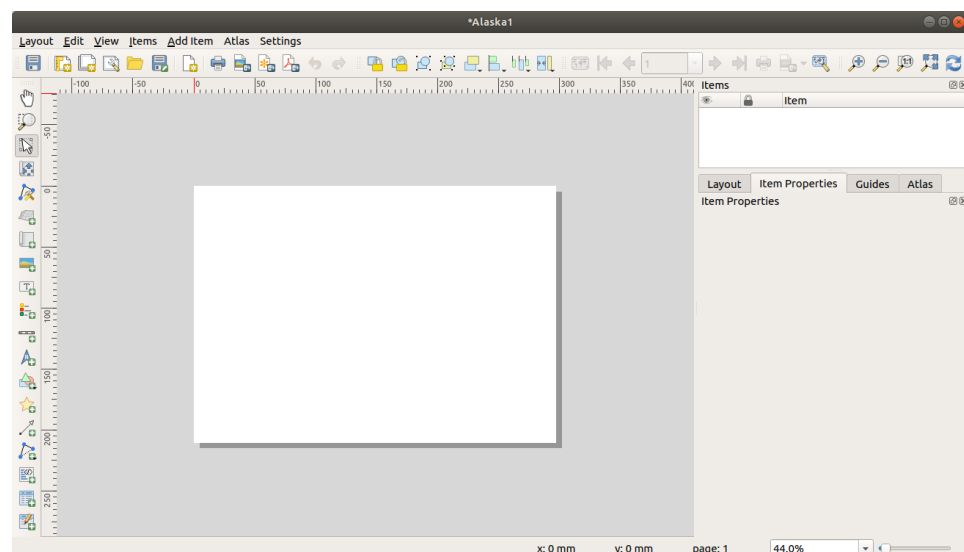 *Alaska1
Layout Edit View Items Add Item Atlas Settings
1
-100 -50 0 50 100 150 200 250 300 350 400
Items
Item
-50
0
50
100
150
200
250
Layout Item Properties Guides Atlas
Item Properties
x: 0 mm y: 0 mm page: 1 44.0%